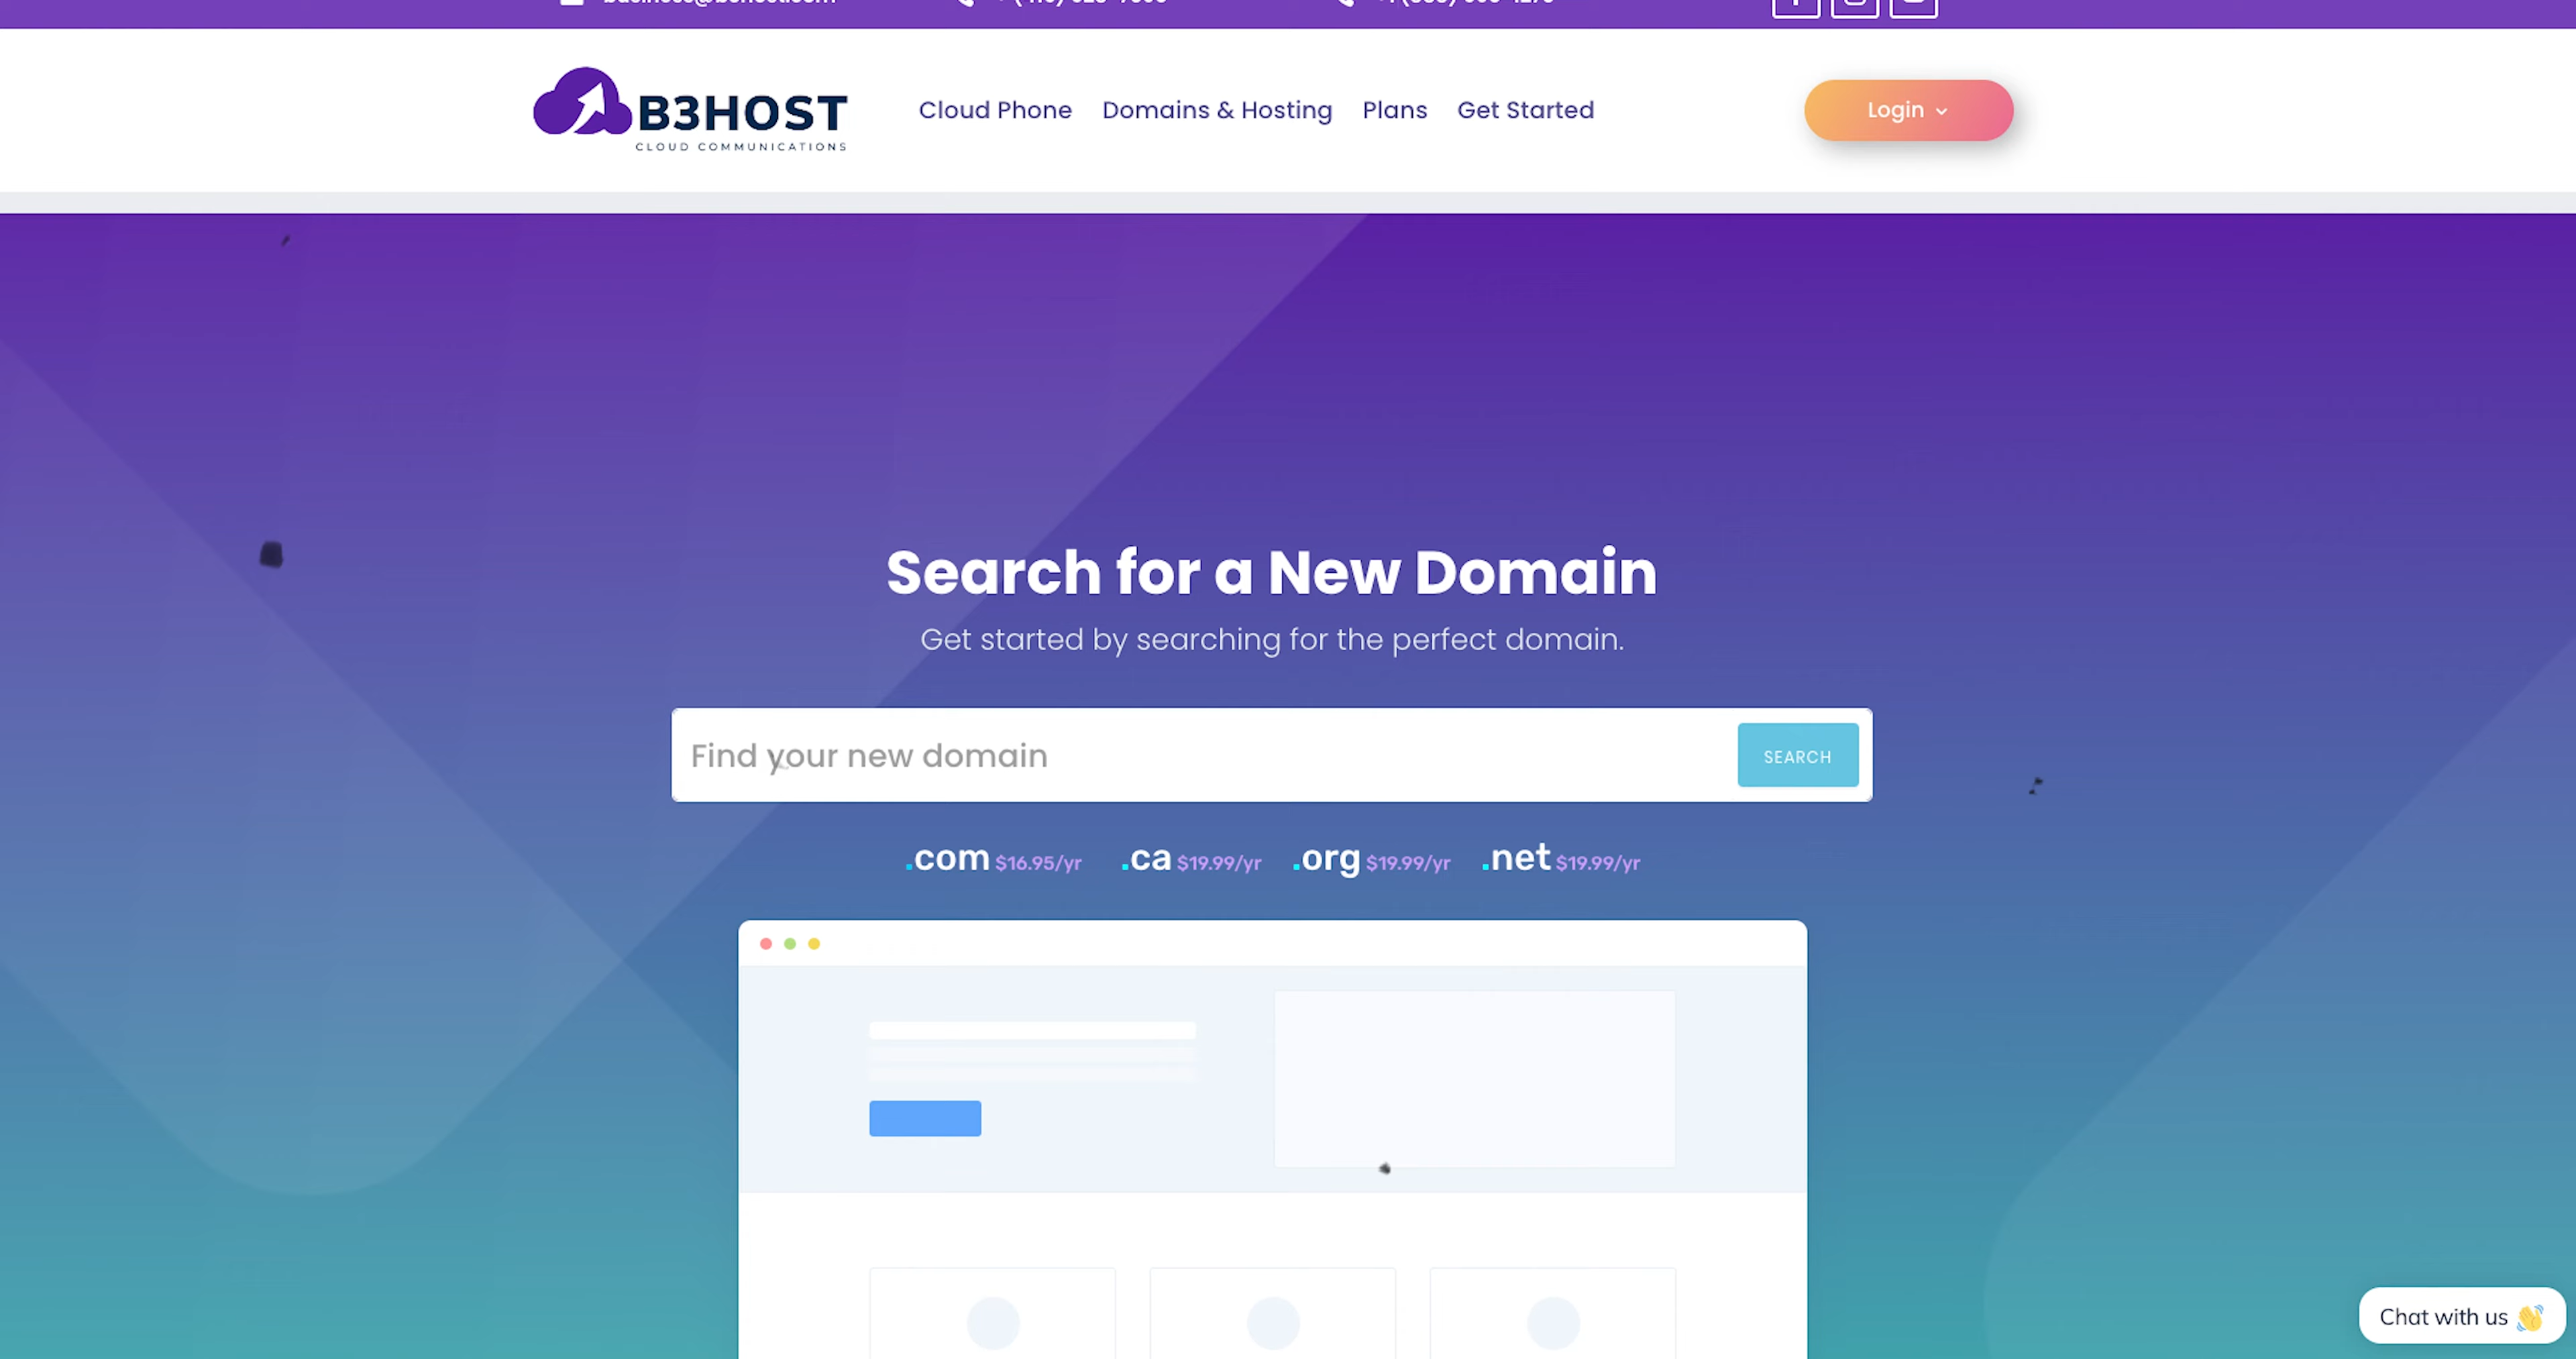 B3HOST
CLOUD COMMUNICATIONS
Cloud Phone Domains & Hosting Plans Get Started
Login
Search for a New Domain
Get started by searching for the perfect domain.
Find your new domain
SEARCH
.com $16.95/yr .ca $19.99/yr .org $19.99/yr .net $19.99/yr
Chat with us